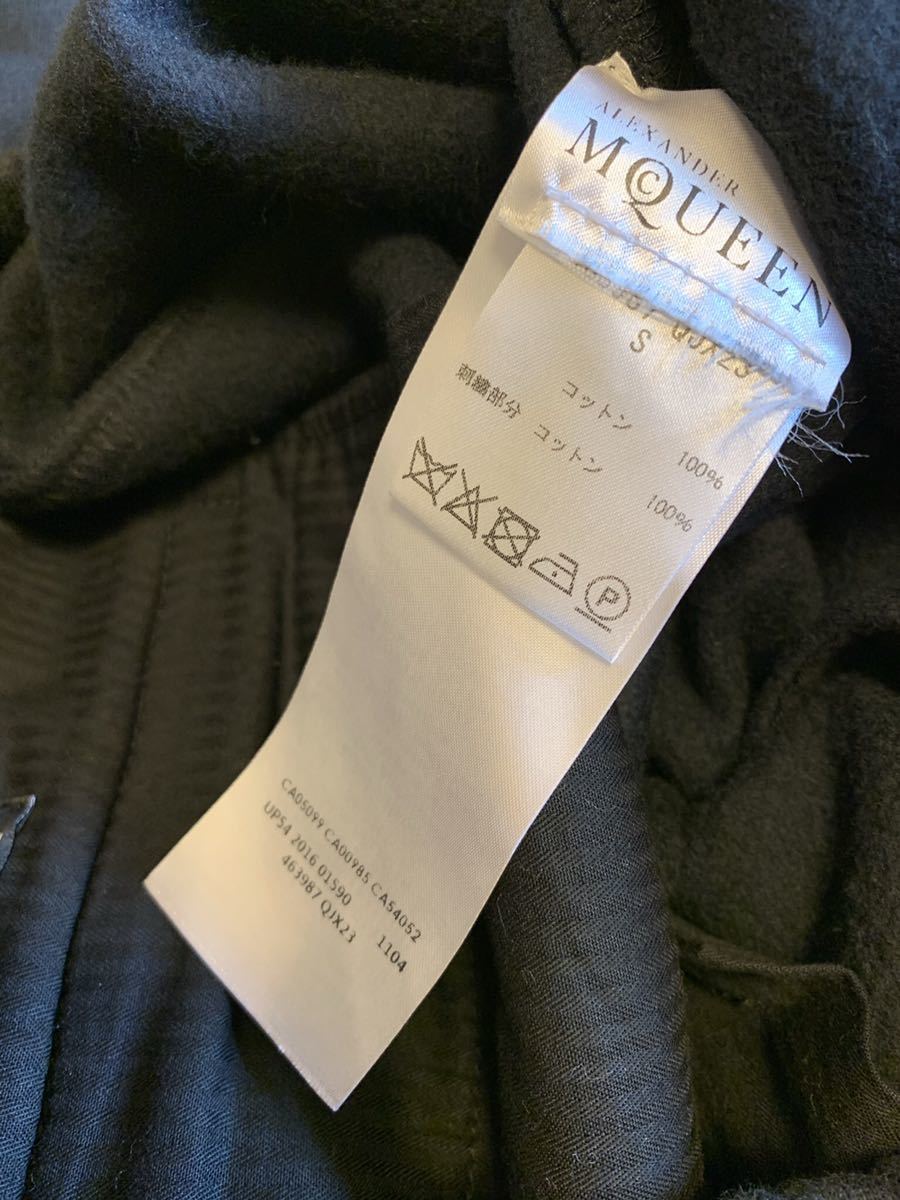 ALEXANDER
MCQUEEN
S
コットン 100%
刺繍部分 コットン 100%
P
CA05099 CA00985 CA54052
UP54 2016 01590
463987 QJX23 1104